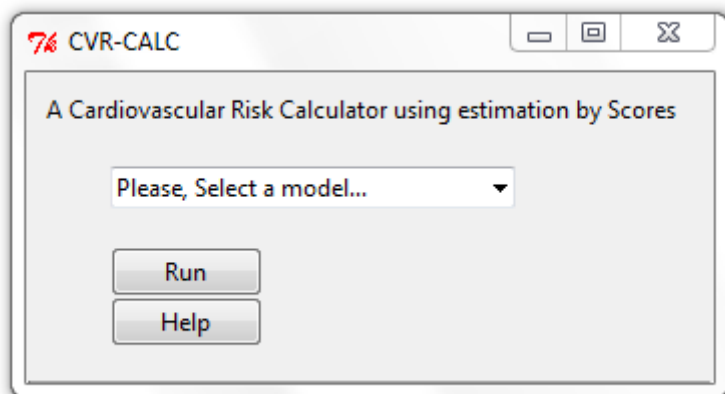 CVR-CALC
A Cardiovascular Risk Calculator using estimation by Scores
Please, Select a model...
Run
Help